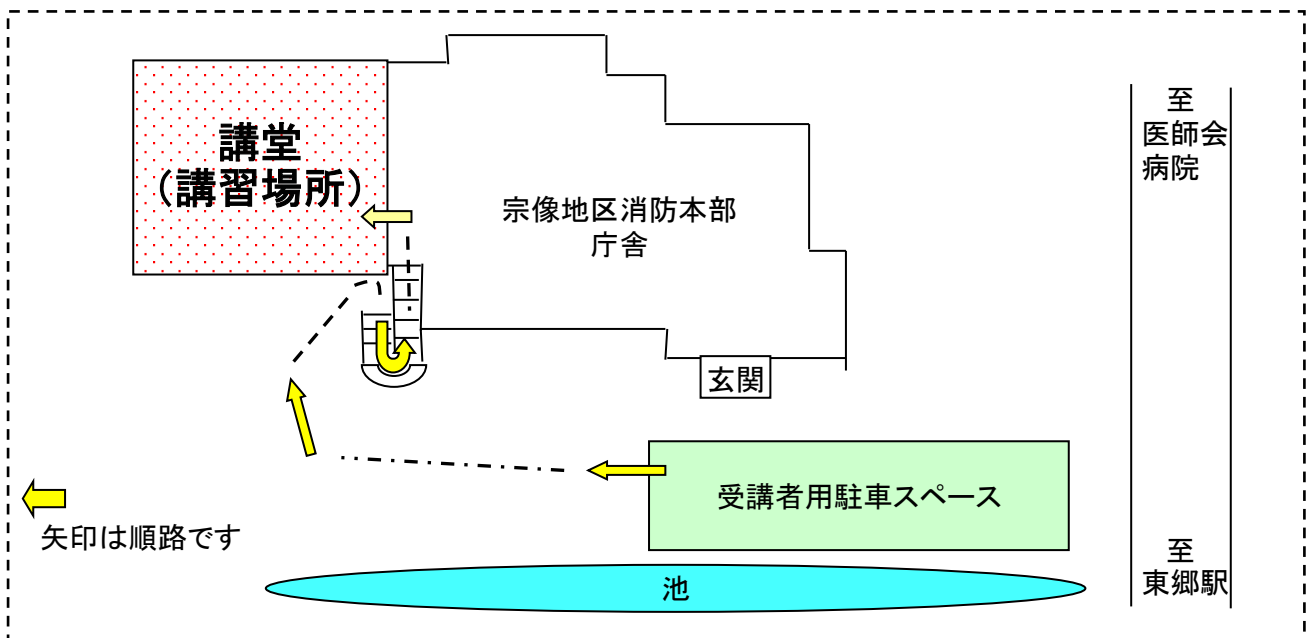 講堂
（講習場所）
宗像地区消防本部
庁舎
至
医師会
病院
玄関
受講者用駐車スペース
矢印は順路です
至
東郷駅
池